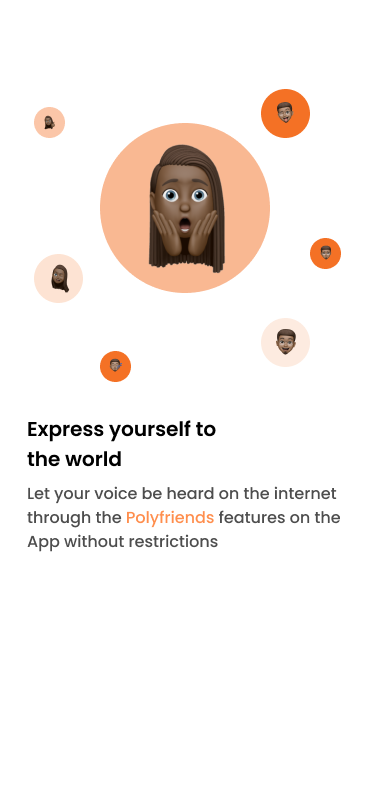 Express yourself to
the world
Let your voice be heard on the internet
through the Polyfriends features on the
App without restrictions